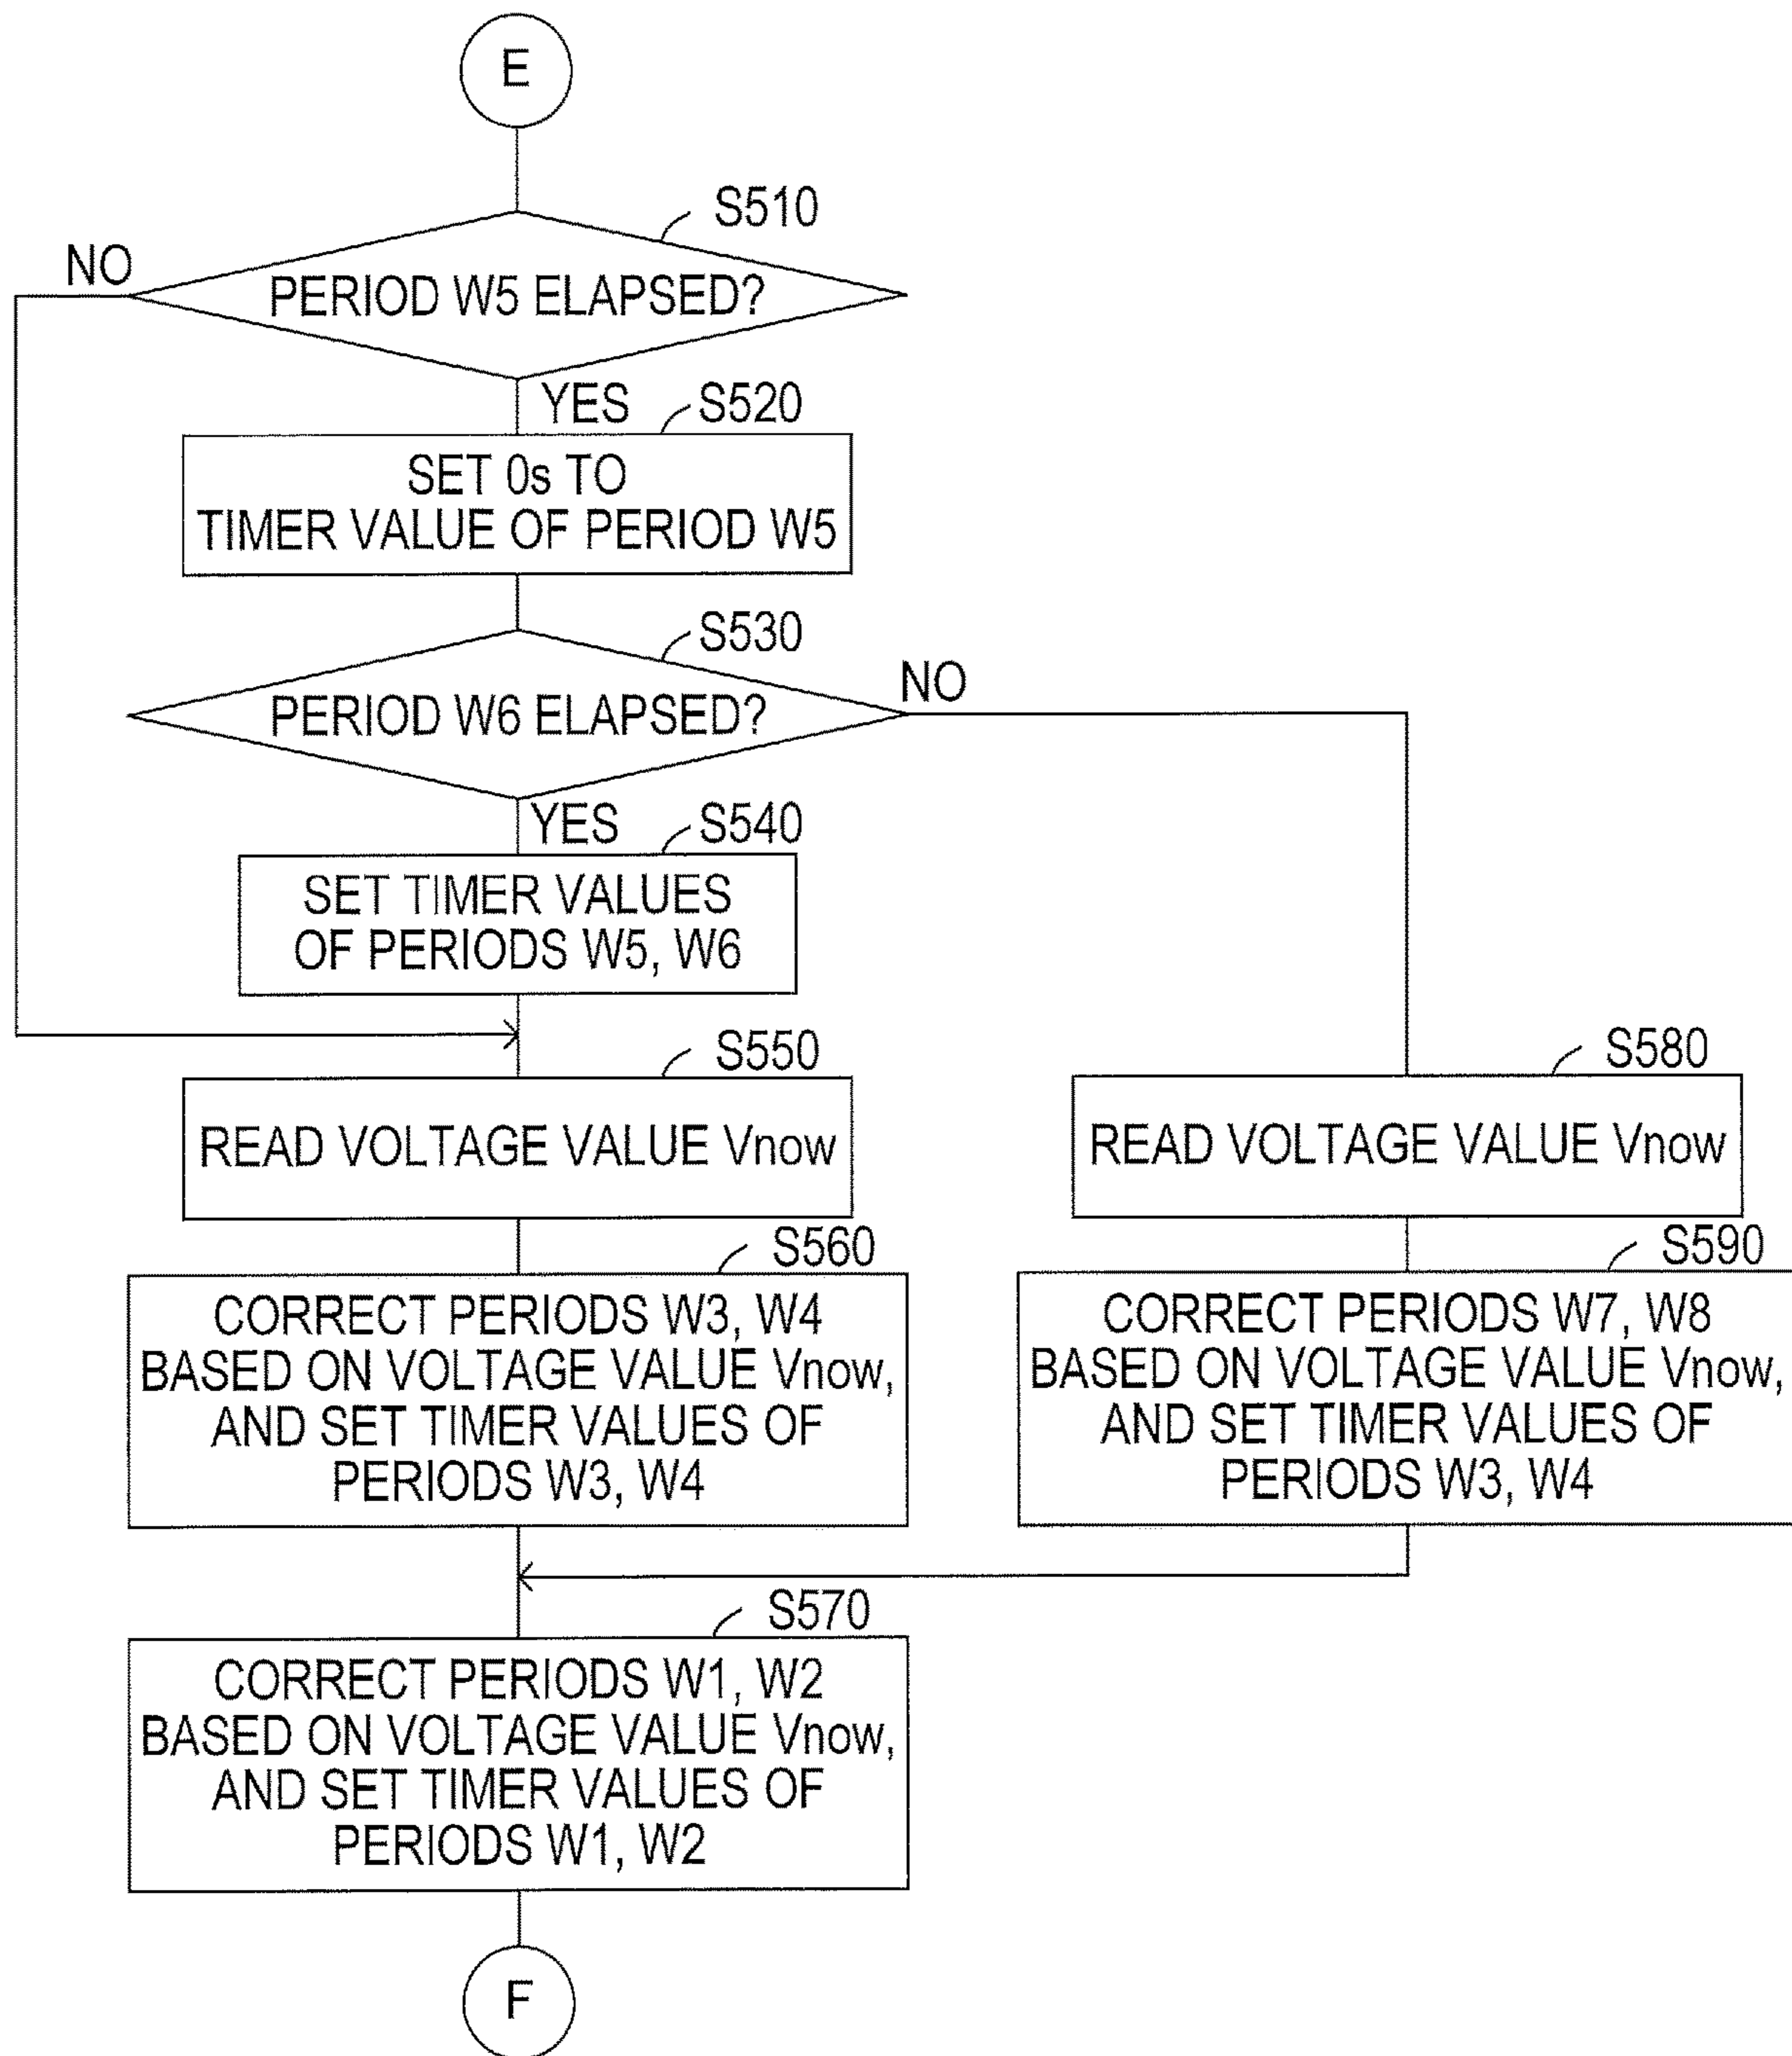 E
S510
NO
PERIOD W5 ELAPSED?
YES
S520
SET 0s TO
TIMER VALUE OF PERIOD W5
S530
NO
PERIOD W6 ELAPSED?
YES
S540
SET TIMER VALUES
OF PERIODS W5, W6
S550
READ VOLTAGE VALUE Vnow
S580
READ VOLTAGE VALUE Vnow
S560
CORRECT PERIODS W3, W4
BASED ON VOLTAGE VALUE Vnow,
AND SET TIMER VALUES OF
PERIODS W3, W4
S590
CORRECT PERIODS W7, W8
BASED ON VOLTAGE VALUE Vnow,
AND SET TIMER VALUES OF
PERIODS W3, W4
S570
CORRECT PERIODS W1, W2
BASED ON VOLTAGE VALUE Vnow,
AND SET TIMER VALUES OF
PERIODS W1, W2
F